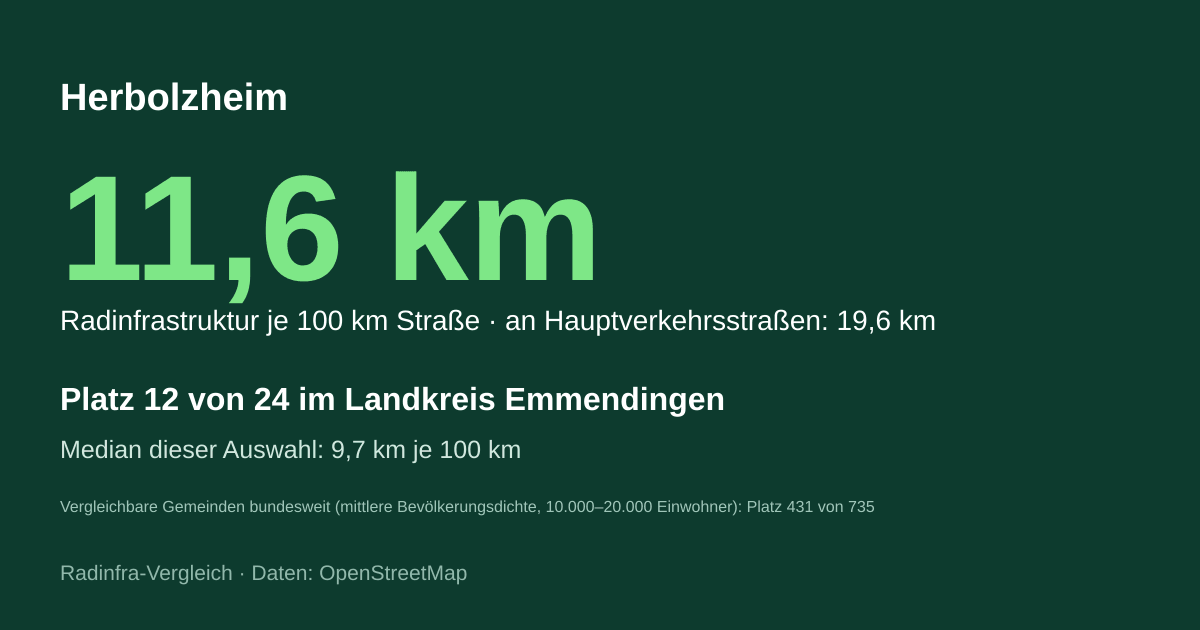 Herbolzheim
11,6 km
Radinfrastruktur je 100 km Straße · an Hauptverkehrsstraßen: 19,6 km
Platz 12 von 24 im Landkreis Emmendingen
Median dieser Auswahl: 9,7 km je 100 km
Vergleichbare Gemeinden bundesweit (mittlere Bevölkerungsdichte, 10.000–20.000 Einwohner): Platz 431 von 735
Radinfra-Vergleich · Daten: OpenStreetMap